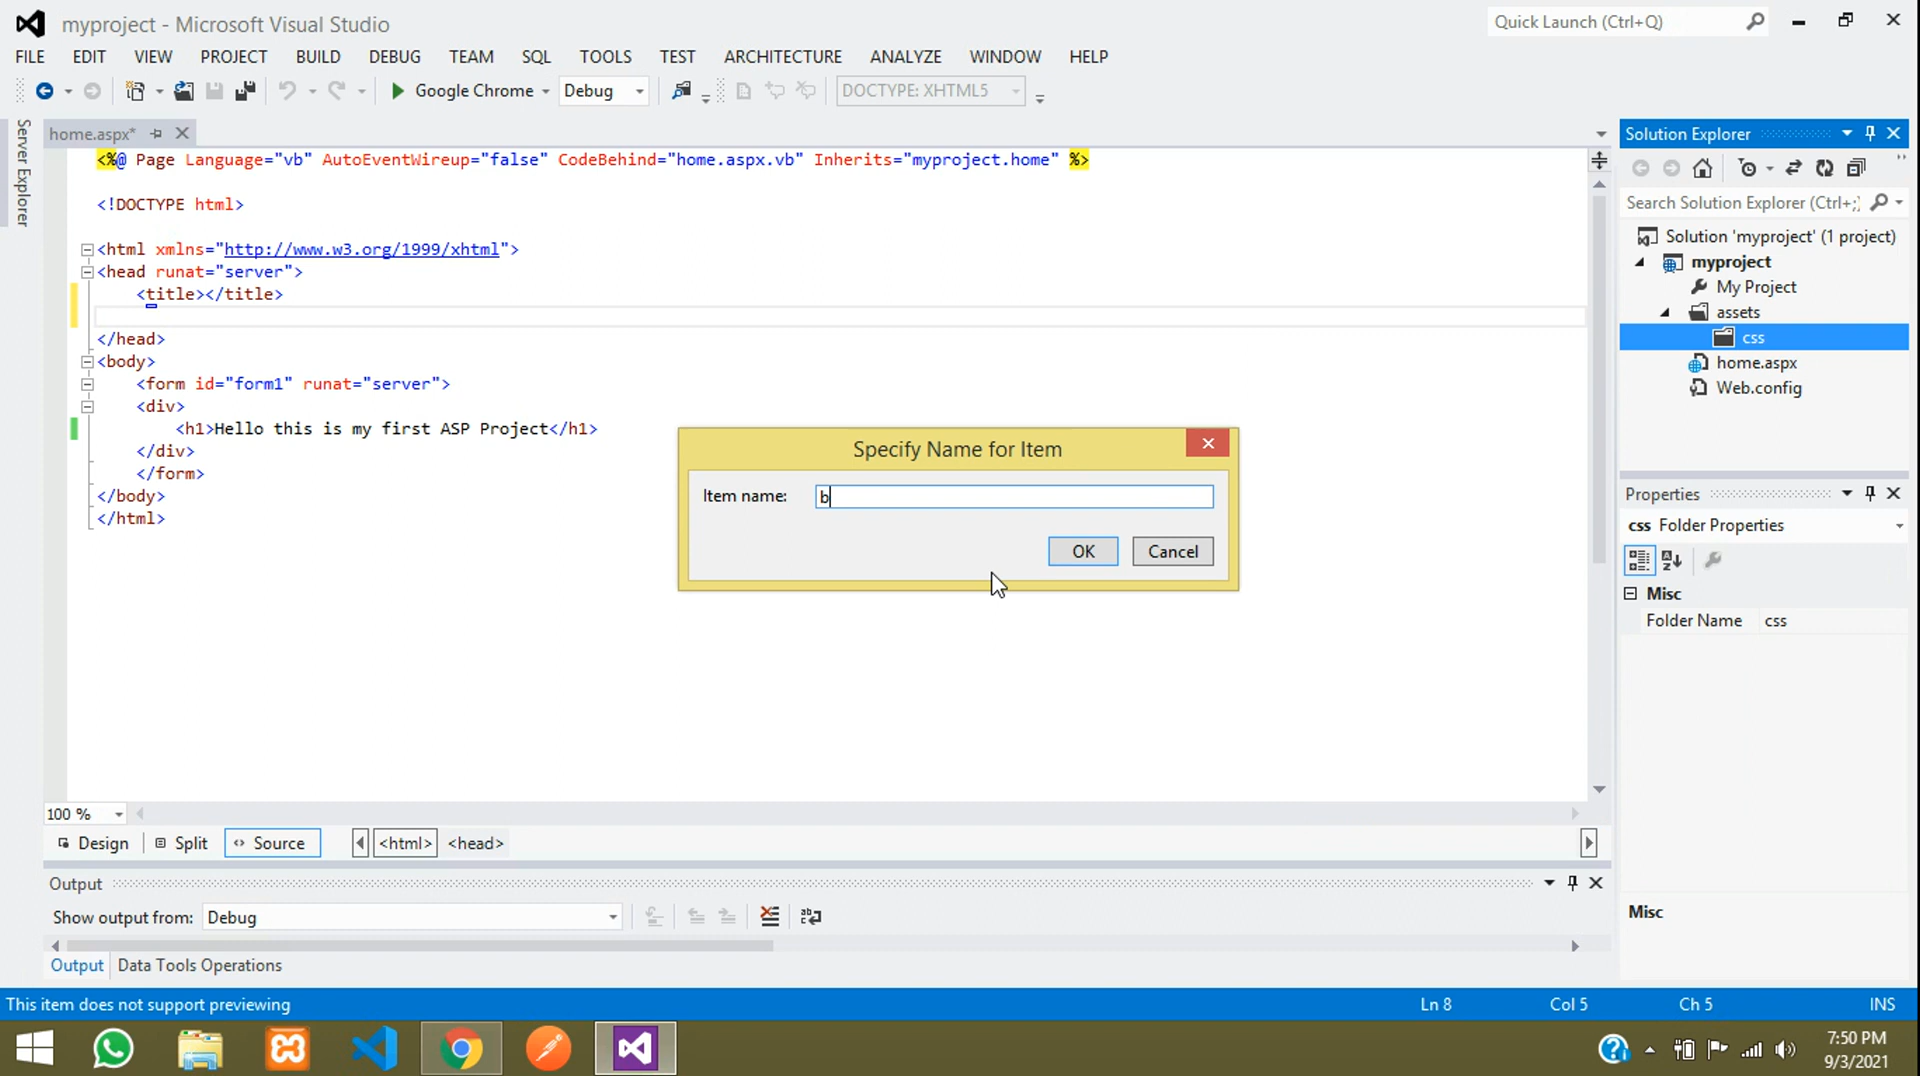 myproject - Microsoft Visual Studio
Quick Launch (Ctrl+Q)
FILE EDIT VIEW PROJECT BUILD DEBUG TEAM SQL TOOLS TEST ARCHITECTURE ANALYZE WINDOW HELP
Google Chrome Debug DOCTYPE: XHTML5
Server Explorer
home.aspx*
<%@ Page Language="vb" AutoEventWireup="false" CodeBehind="home.aspx.vb" Inherits="myproject.home" %>
<!DOCTYPE html>
<html xmlns="http://www.w3.org/1999/xhtml">
<head runat="server">
<title></title>
</head>
<body>
<form id="form1" runat="server">
<div>
<h1>Hello this is my first ASP Project</h1>
</div>
</form>
</body>
</html>
Specify Name for Item
Item name: b
OK Cancel
Solution Explorer
Search Solution Explorer (Ctrl+;)
Solution 'myproject' (1 project)
myproject
My Project
assets
css
home.aspx
Web.config
Properties
css Folder Properties
Misc
Folder Name css
Misc
100 %
Design Split Source <html> <head>
Output
Show output from: Debug
Output Data Tools Operations
This item does not support previewing Ln 8 Col 5 Ch 5 INS
7:50 PM
9/3/2021